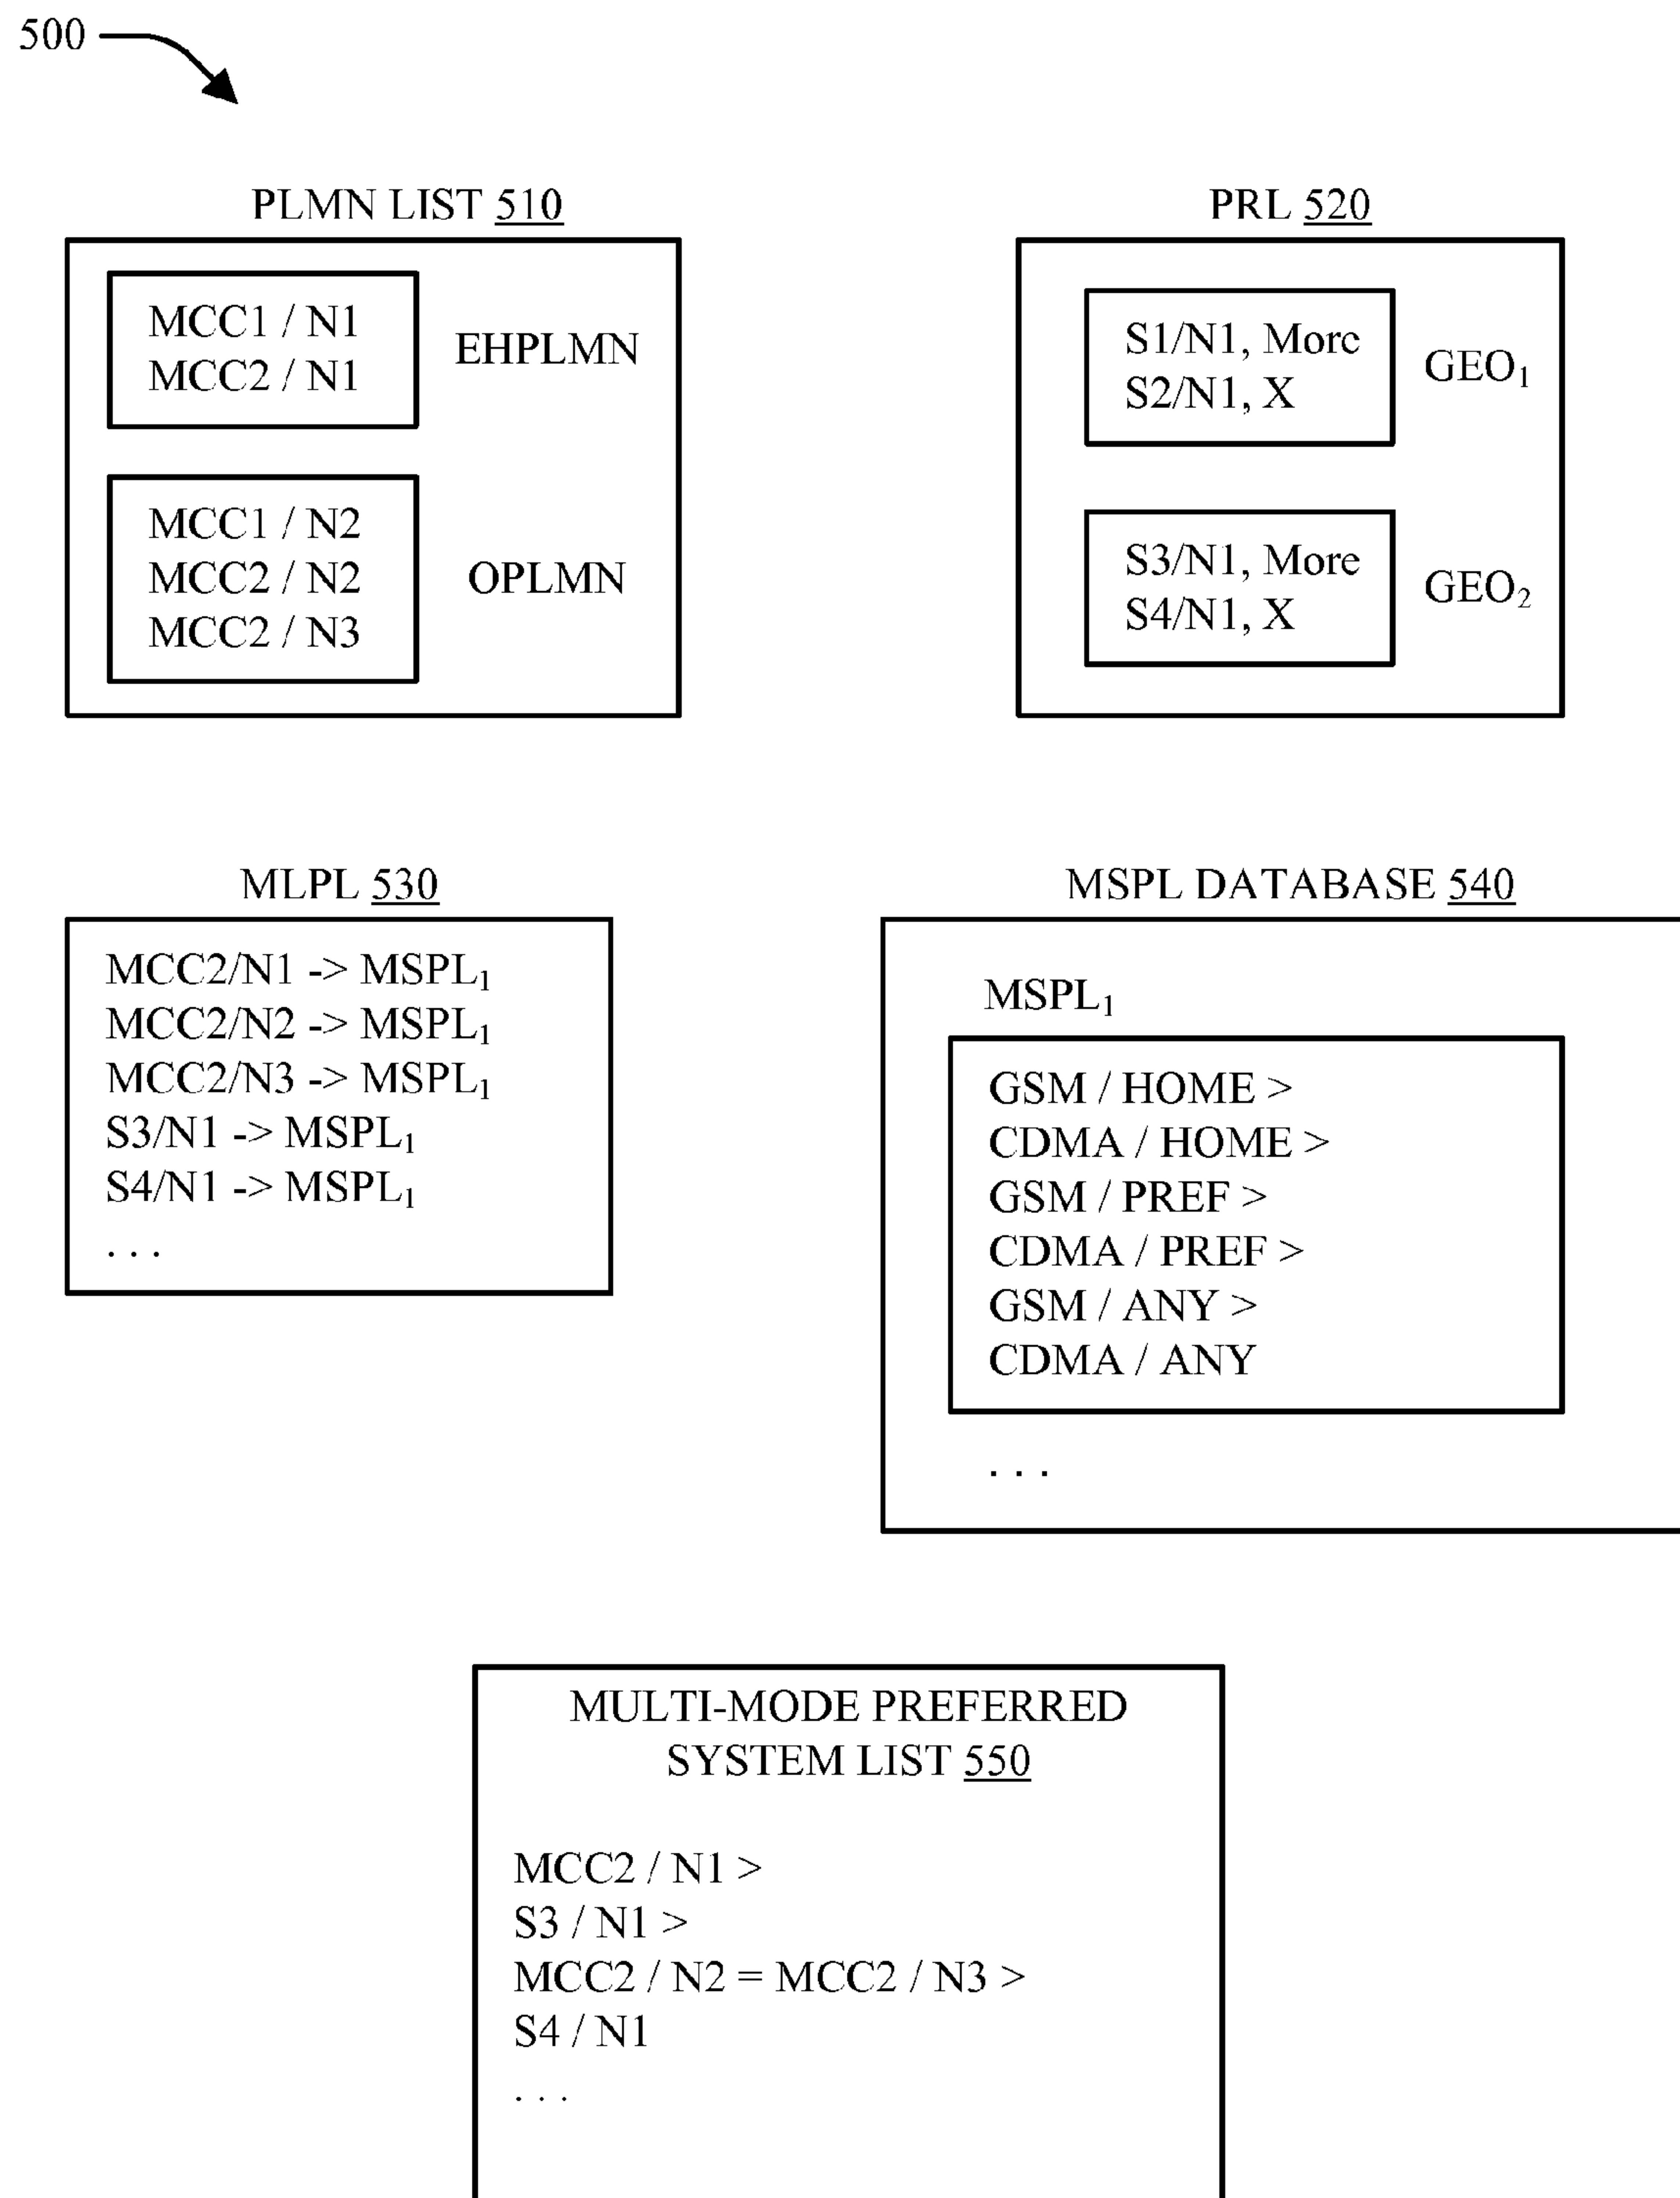 500
PLMN LIST 510
MCC1 / N1
MCC2 / N1
EHPLMN
MCC1 / N2
MCC2 / N2
MCC2 / N3
OPLMN
PRL 520
S1/N1, More
S2/N1, X
GEO₁
S3/N1, More
S4/N1, X
GEO₂
MLPL 530
MCC2/N1 -> MSPL₁
MCC2/N2 -> MSPL₁
MCC2/N3 -> MSPL₁
S3/N1 -> MSPL₁
S4/N1 -> MSPL₁
. . .
MSPL DATABASE 540
MSPL₁
GSM / HOME >
CDMA / HOME >
GSM / PREF >
CDMA / PREF >
GSM / ANY >
CDMA / ANY
. . .
MULTI-MODE PREFERRED
SYSTEM LIST 550
MCC2 / N1 >
S3 / N1 >
MCC2 / N2 = MCC2 / N3 >
S4 / N1
. . .